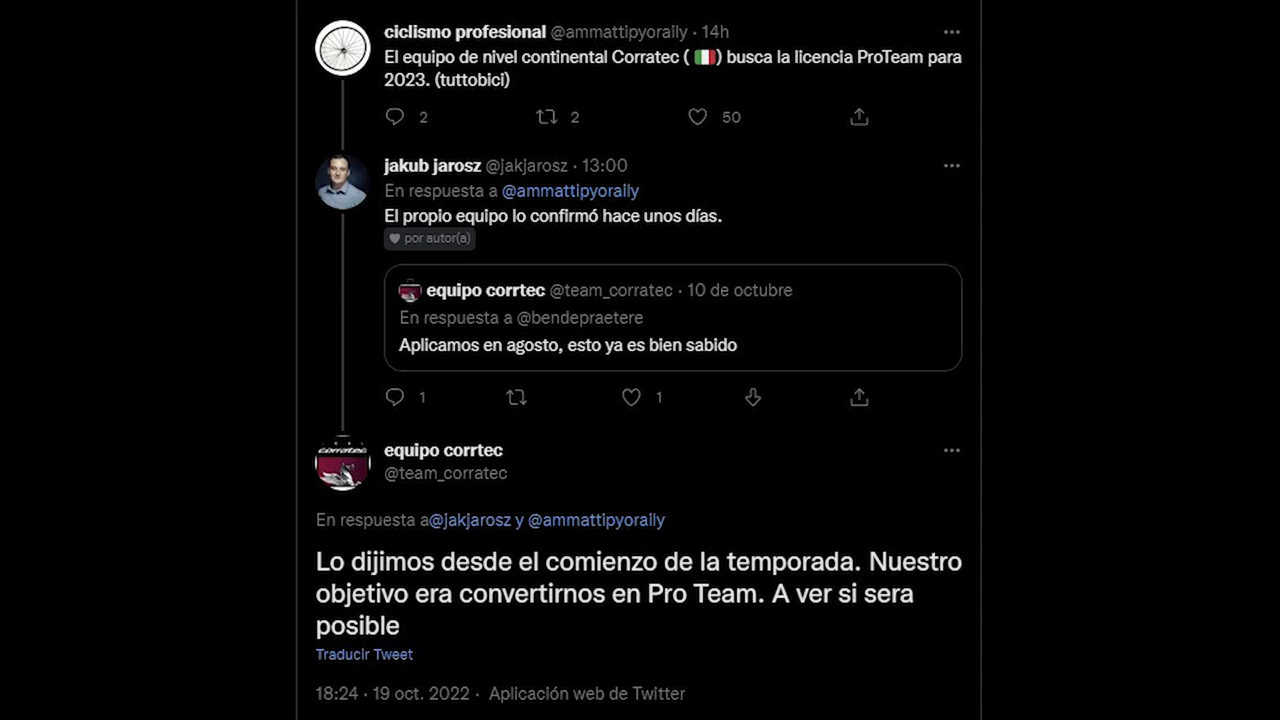 ciclismo profesional @ammattipyoraily · 14h
El equipo de nivel continental Corratec ( 🇮🇹) busca la licencia ProTeam para
2023. (tuttobici)
2 2 50
jakub jarosz @jakjarosz · 13:00
En respuesta a @ammattipyoraily
El propio equipo lo confirmó hace unos días.
por autor(a)
equipo corrtec @team_corratec · 10 de octubre
En respuesta a @bendepraetere
Aplicamos en agosto, esto ya es bien sabido
1 1
corratec
equipo corrtec
@team_corratec
En respuesta a@jakjarosz y @ammattipyoraily
Lo dijimos desde el comienzo de la temporada. Nuestro
objetivo era convertirnos en Pro Team. A ver si sera
posible
Traducir Tweet
18:24 · 19 oct. 2022 · Aplicación web de Twitter